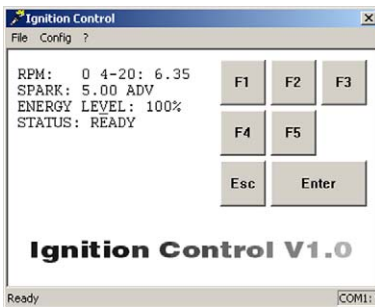 Ignition Control
File Config ?
RPM: 0 4-20: 6.35
SPARK: 5.00 ADV
ENERGY LEVEL: 100%
STATUS: READY
F1 F2 F3
F4 F5
Esc Enter
Ignition Control V1.0
Ready COM1: